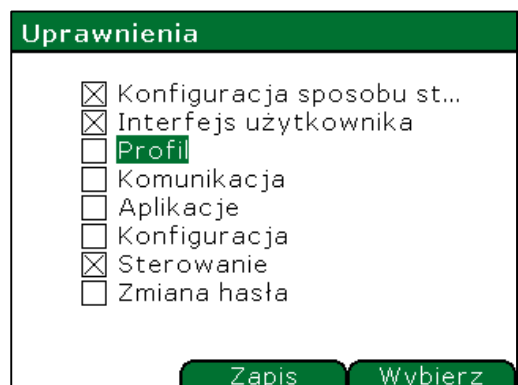 Uprawnienia
Konfiguracja sposobu st...
Interfejs użytkownika
Profil
Komunikacja
Aplikacje
Konfiguracja
Sterowanie
Zmiana hasła
Zapis Wybierz